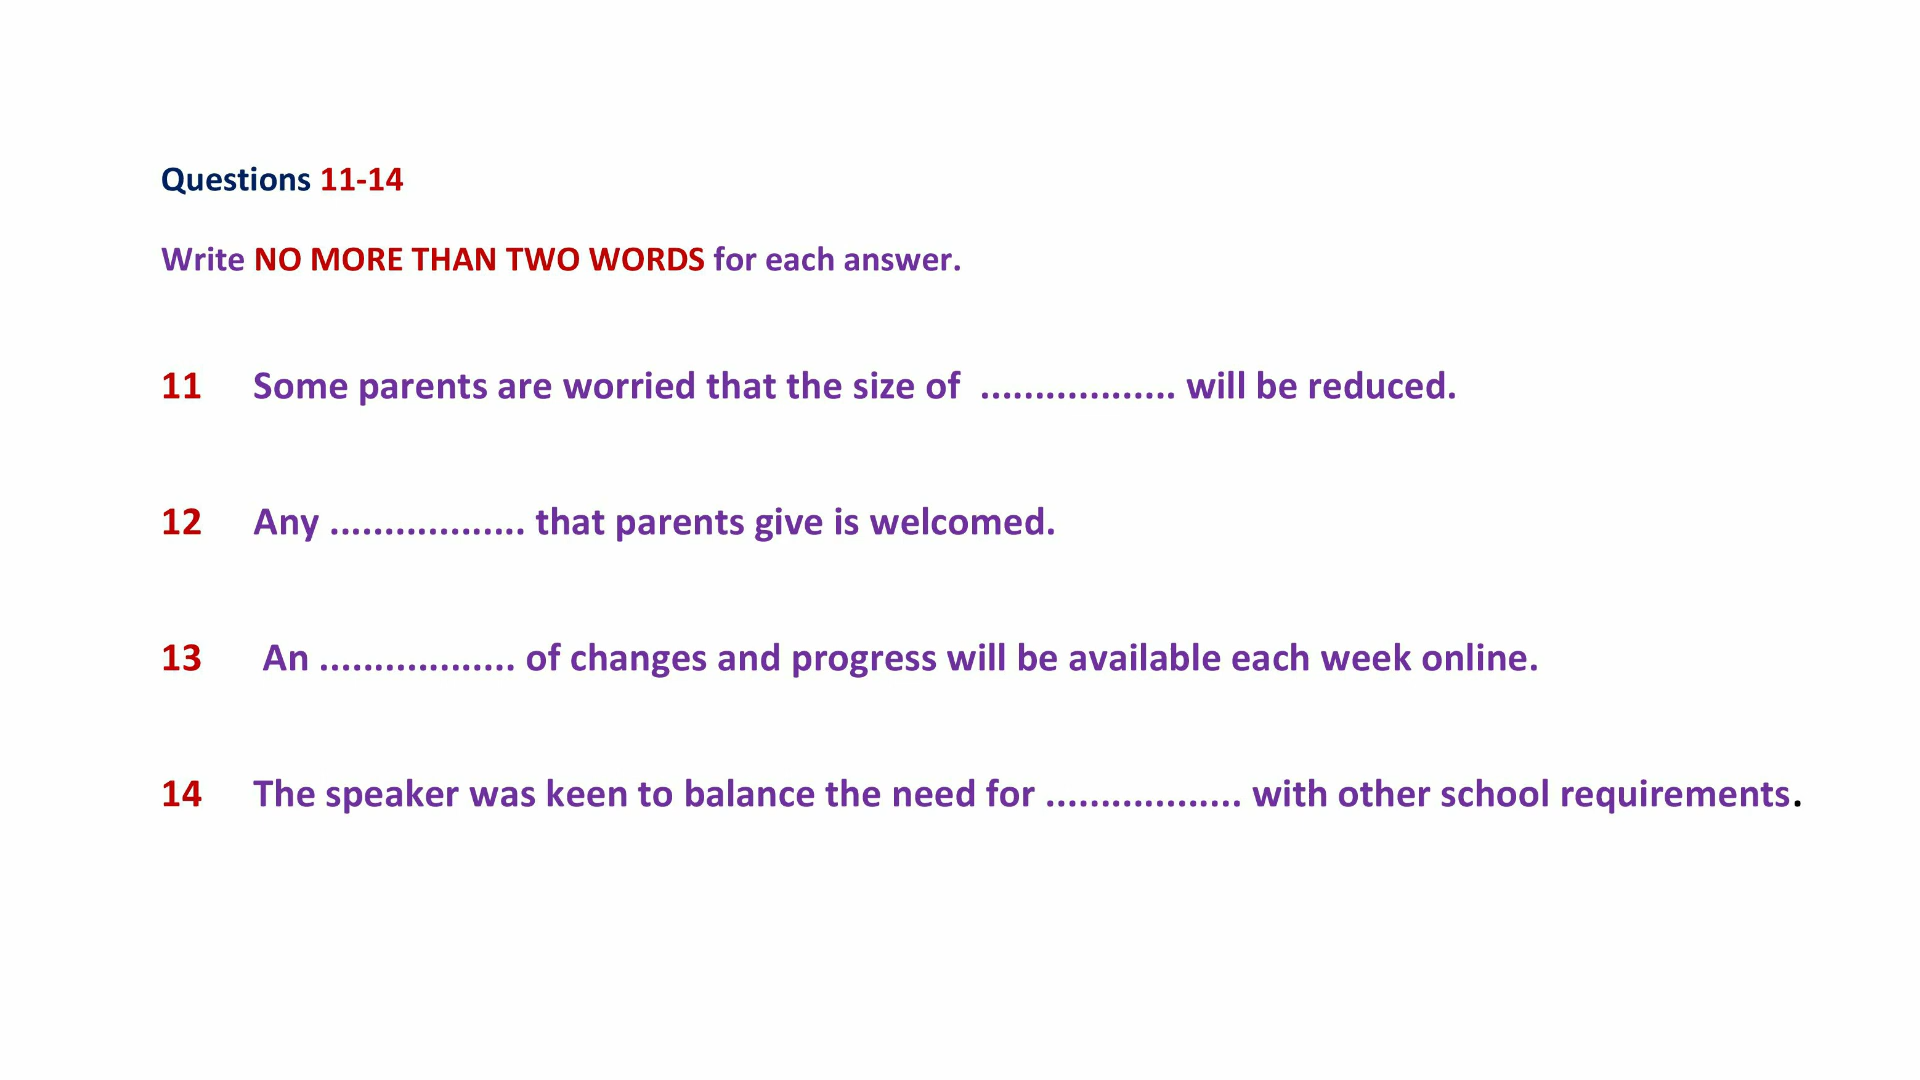 Questions 11-14
Write NO MORE THAN TWO WORDS for each answer.
11 Some parents are worried that the size of .................. will be reduced.
12 Any .................. that parents give is welcomed.
13 An .................. of changes and progress will be available each week online.
14 The speaker was keen to balance the need for .................. with other school requirements.